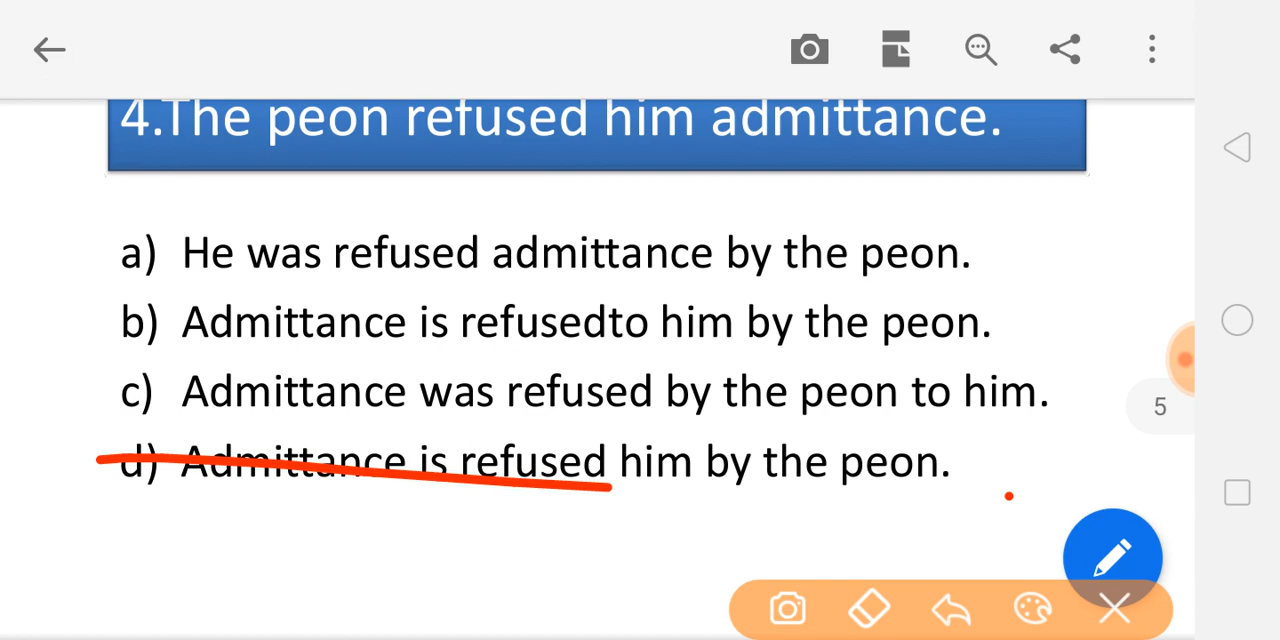 4.The peon refused him admittance.
a) He was refused admittance by the peon.
b) Admittance is refusedto him by the peon.
c) Admittance was refused by the peon to him.
d) Admittance is refused him by the peon.
5